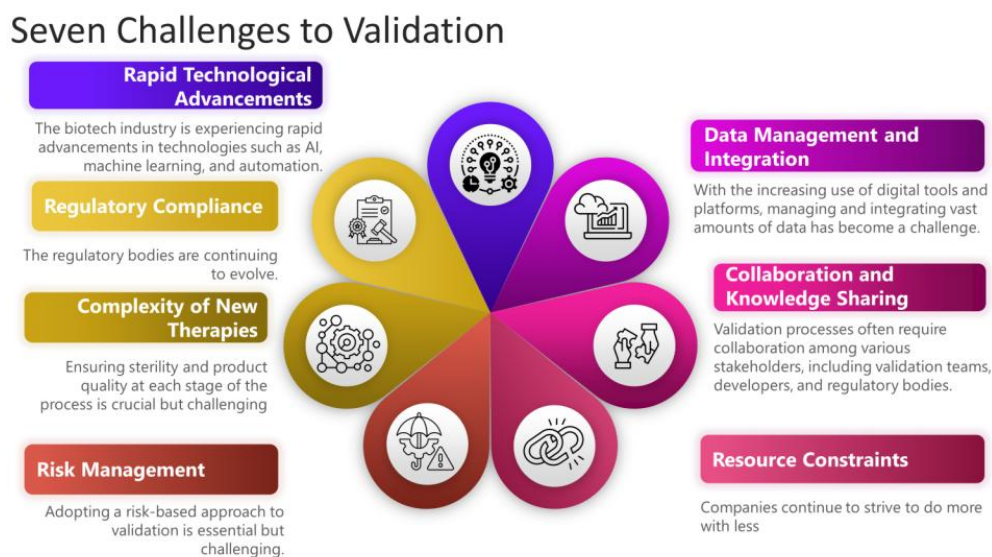 Seven Challenges to Validation
Rapid Technological
Advancements
The biotech industry is experiencing rapid
advancements in technologies such as AI,
machine learning, and automation.
Regulatory Compliance
The regulatory bodies are continuing
to evolve.
Complexity of New
Therapies
Ensuring sterility and product
quality at each stage of the
process is crucial but challenging
Risk Management
Adopting a risk-based approach to
validation is essential but
challenging.
Data Management and
Integration
With the increasing use of digital tools and
platforms, managing and integrating vast
amounts of data has become a challenge.
Collaboration and
Knowledge Sharing
Validation processes often require
collaboration among various
stakeholders, including validation teams,
developers, and regulatory bodies.
Resource Constraints
Companies continue to strive to do more
with less